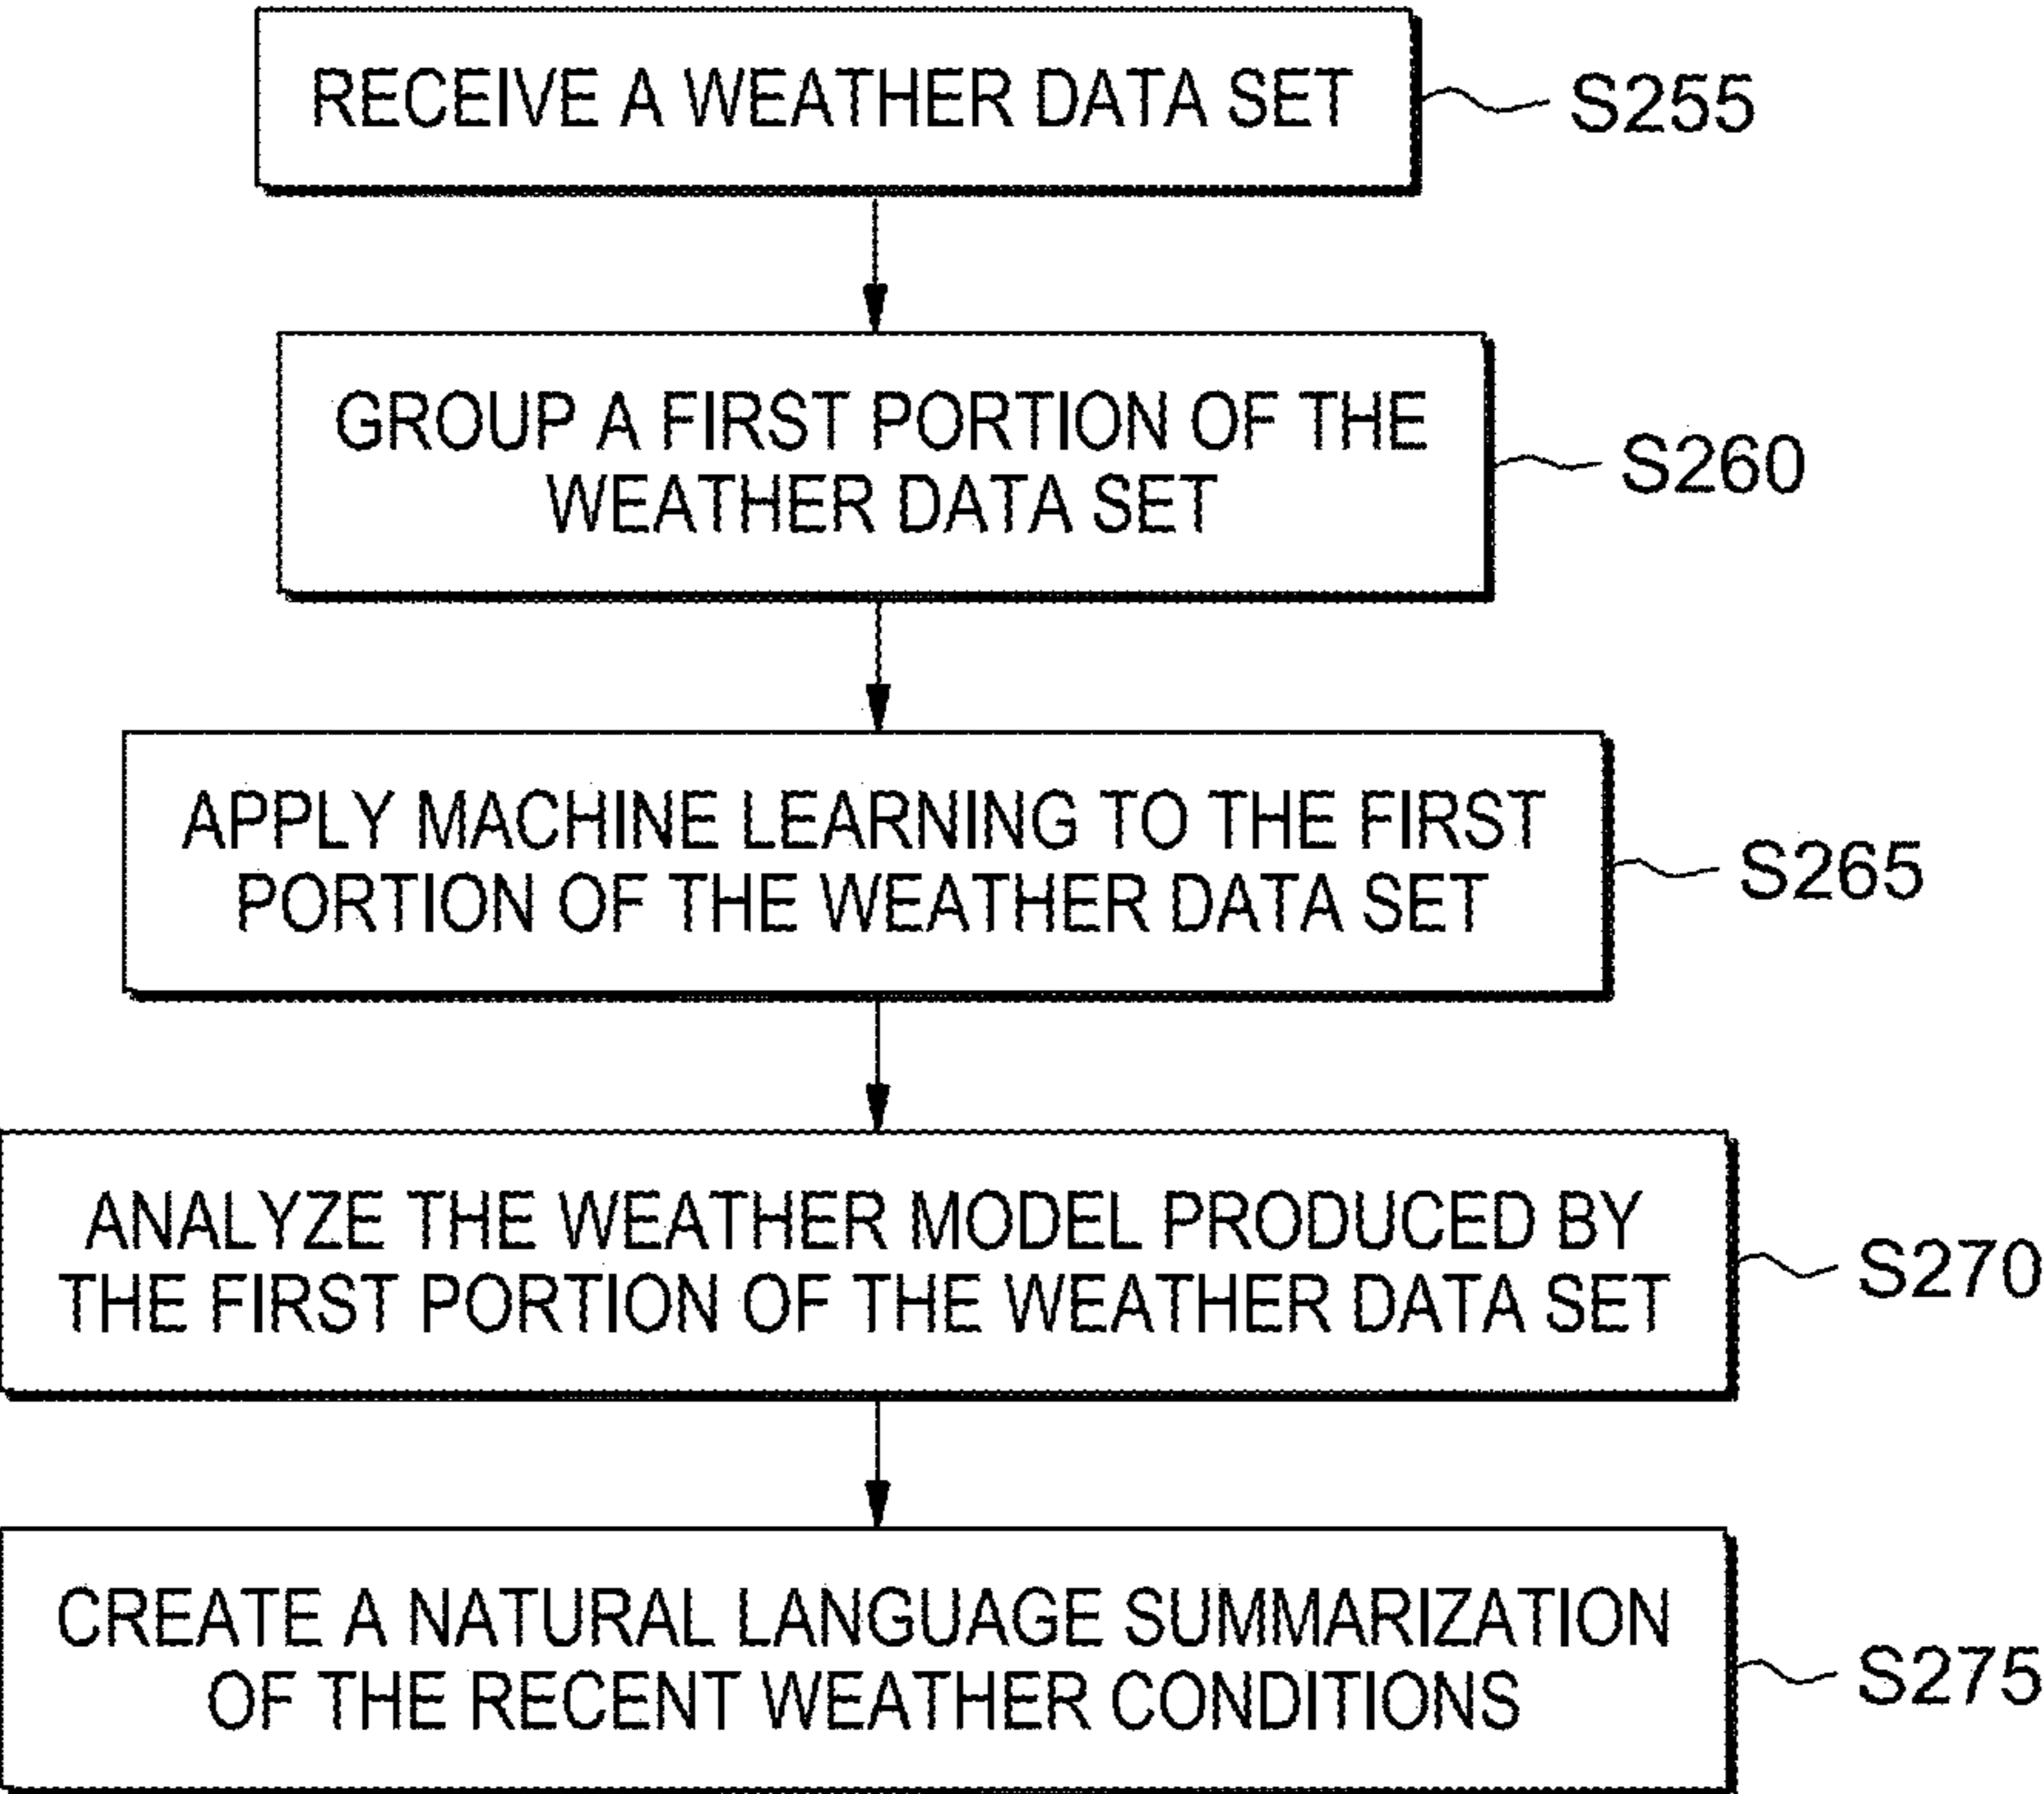 RECEIVE A WEATHER DATA SET
S255
GROUP A FIRST PORTION OF THE
WEATHER DATA SET
S260
APPLY MACHINE LEARNING TO THE FIRST
PORTION OF THE WEATHER DATA SET
S265
ANALYZE THE WEATHER MODEL PRODUCED BY
THE FIRST PORTION OF THE WEATHER DATA SET
S270
CREATE A NATURAL LANGUAGE SUMMARIZATION
OF THE RECENT WEATHER CONDITIONS
S275